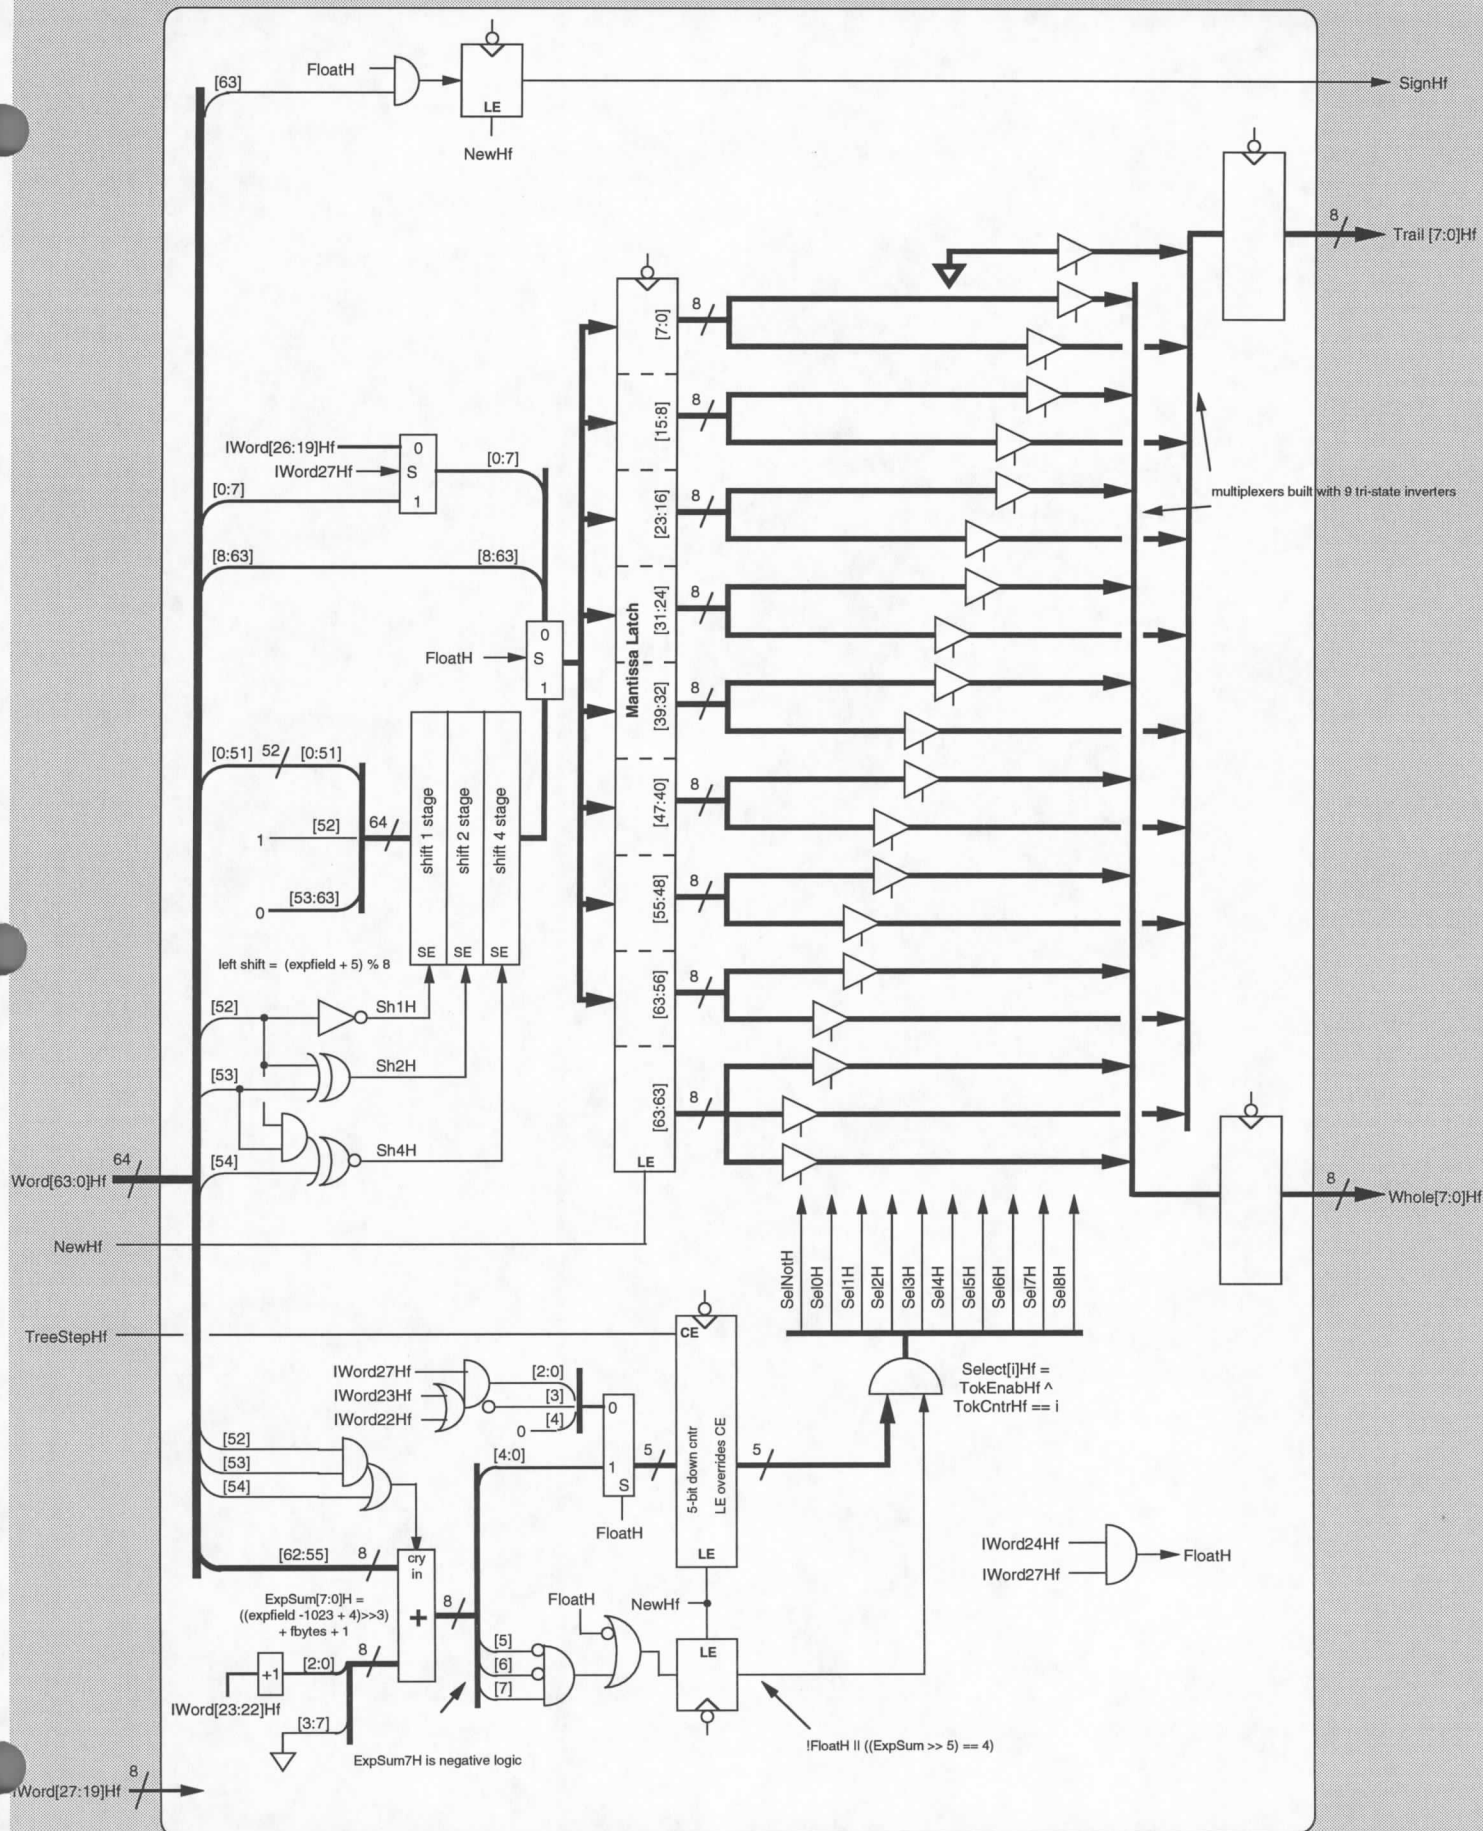 [63]
FloatH
LE
NewHf
SignHf
8
Trail [7:0]Hf
8
[7:0]
8
[15:8]
IWord[26:19]Hf
0
IWord27Hf
S
[0:7]
1
[0:7]
8
[23:16]
multiplexers built with 9 tri-state inverters
[8:63]
[8:63]
8
[31:24]
Mantissa Latch
0
FloatH
S
1
8
[39:32]
[0:51]
52
[0:51]
1
[52]
64
0
[53:63]
shift 1 stage
shift 2 stage
shift 4 stage
SE
SE
SE
8
[47:40]
8
[55:48]
left shift = (expfield + 5) % 8
[52]
Sh1H
8
[63:56]
[53]
Sh2H
8
[63:63]
[54]
Sh4H
LE
64
Word[63:0]Hf
8
Whole[7:0]Hf
NewHf
SelNotH
Sel0H
Sel1H
Sel2H
Sel3H
Sel4H
Sel5H
Sel6H
Sel7H
Sel8H
TreeStepHf
CE
IWord27Hf
[2:0]
IWord23Hf
[3]
IWord22Hf
[4]
0
0
Select[i]Hf =
TokEnabHf ^
TokCntrHf == i
[52]
[53]
[54]
[4:0]
1
S
5
5-bit down cntr
LE overrides CE
5
FloatH
LE
[62:55]
8
cry
in
+
ExpSum[7:0]H =
((expfield -1023 + 4)>>3)
+ fbytes + 1
8
IWord24Hf
IWord27Hf
FloatH
FloatH
NewHf
LE
[5]
[6]
[7]
+1
[2:0]
8
IWord[23:22]Hf
[3:7]
ExpSum7H is negative logic
!FloatH II ((ExpSum >> 5) == 4)
8
IWord[27:19]Hf